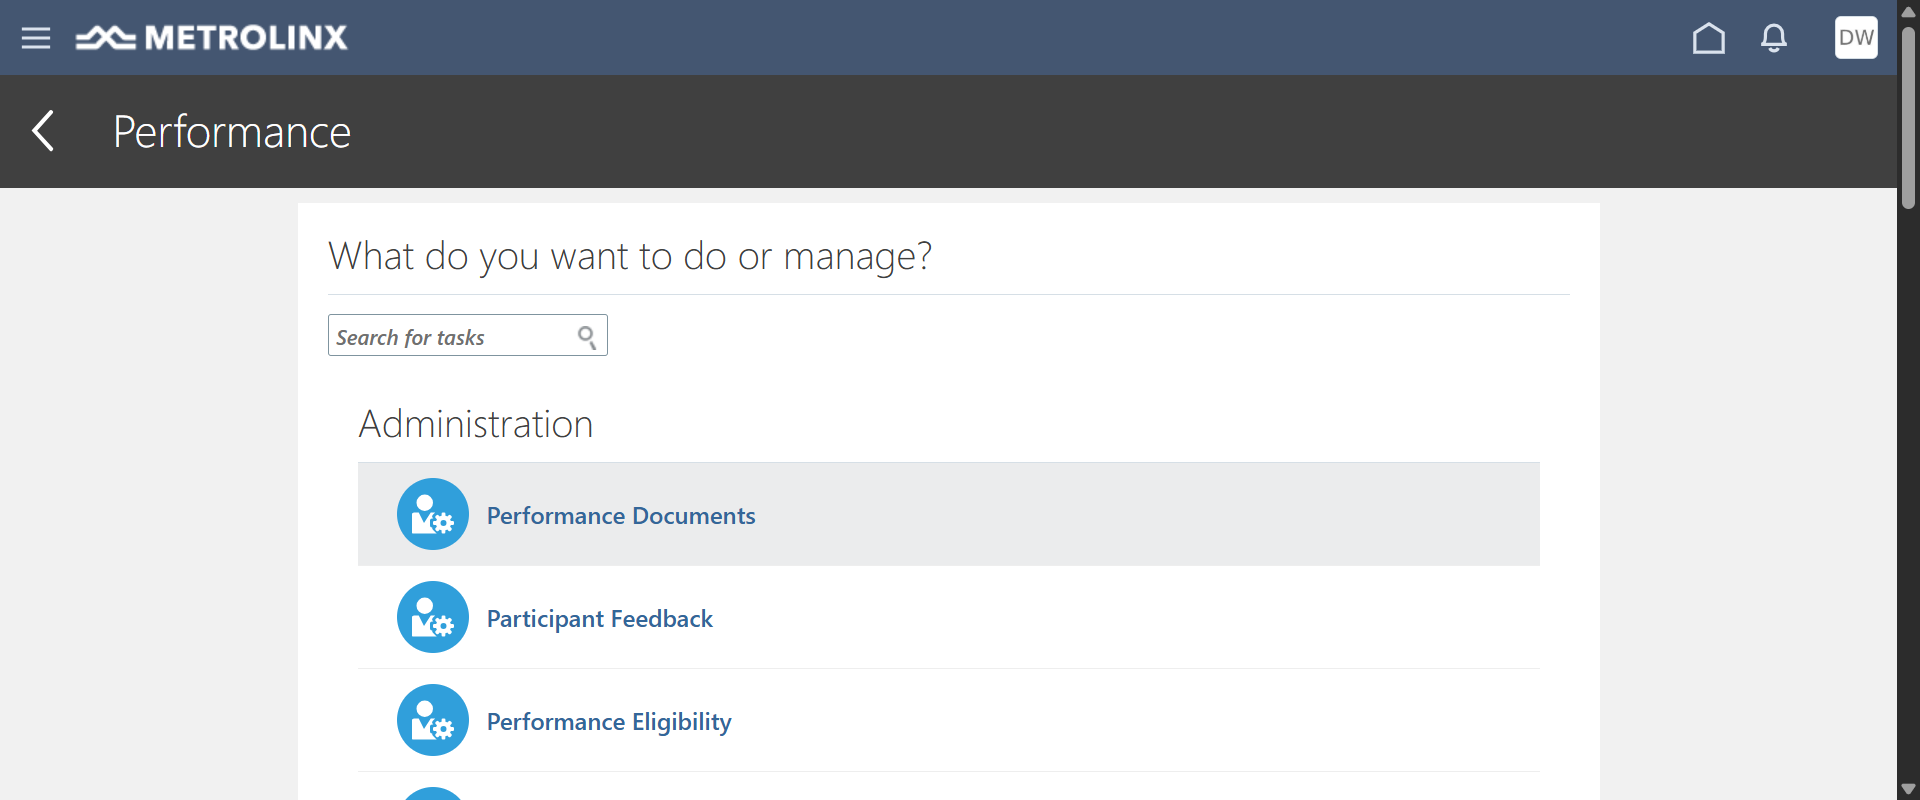 METROLINX
DW
Performance
What do you want to do or manage?
Search for tasks
Administration
Performance Documents
Participant Feedback
Performance Eligibility